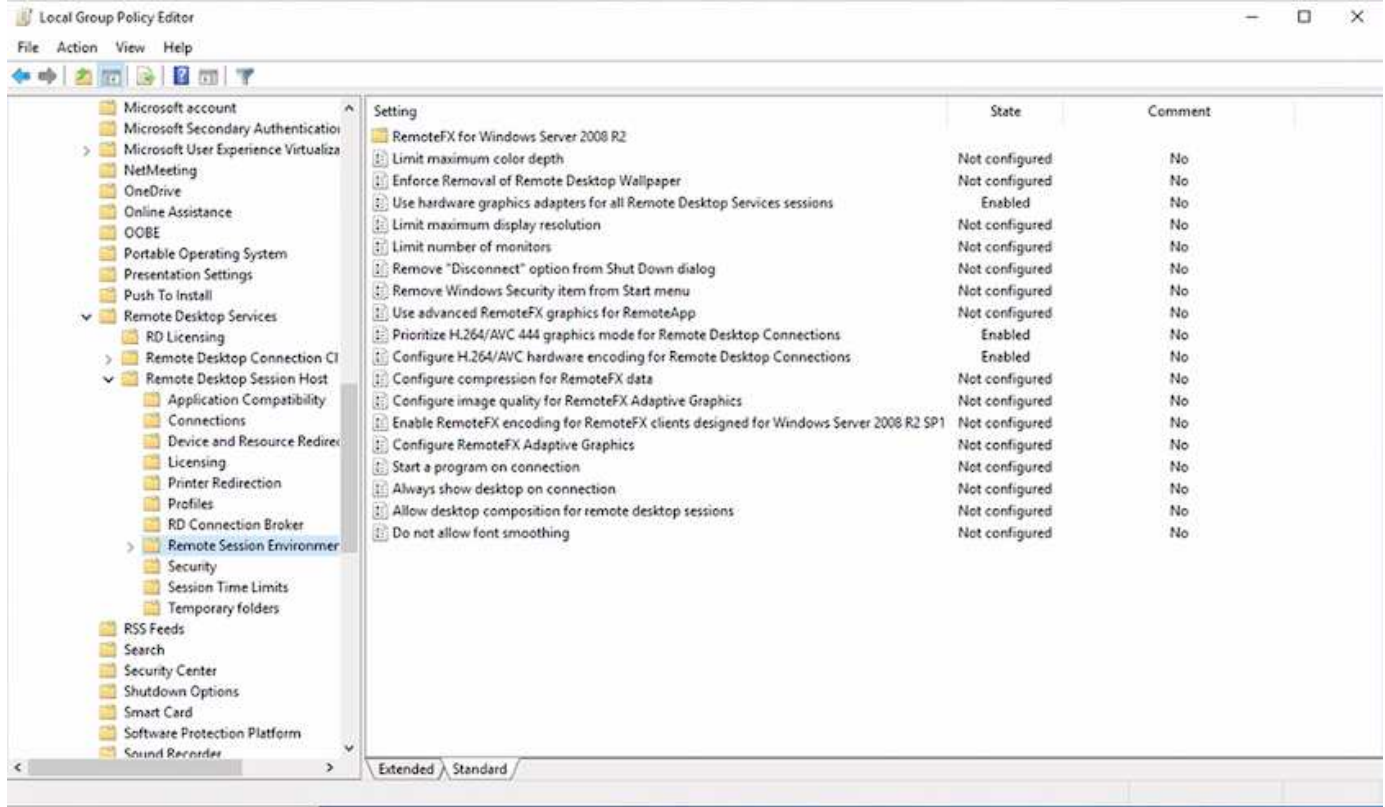 Local Group Policy Editor
File Action View Help
Microsoft account
Microsoft Secondary Authentication
Microsoft User Experience Virtualiza
NetMeeting
OneDrive
Online Assistance
OOBE
Portable Operating System
Presentation Settings
Push To Install
Remote Desktop Services
RD Licensing
Remote Desktop Connection Cl
Remote Desktop Session Host
Application Compatibility
Connections
Device and Resource Redirec
Licensing
Printer Redirection
Profiles
RD Connection Broker
Remote Session Environmen
Security
Session Time Limits
Temporary folders
RSS Feeds
Search
Security Center
Shutdown Options
Smart Card
Software Protection Platform
Sound Recorder
Setting State Comment
RemoteFX for Windows Server 2008 R2
Limit maximum color depth Not configured No
Enforce Removal of Remote Desktop Wallpaper Not configured No
Use hardware graphics adapters for all Remote Desktop Services sessions Enabled No
Limit maximum display resolution Not configured No
Limit number of monitors Not configured No
Remove "Disconnect" option from Shut Down dialog Not configured No
Remove Windows Security item from Start menu Not configured No
Use advanced RemoteFX graphics for RemoteApp Not configured No
Prioritize H.264/AVC 444 graphics mode for Remote Desktop Connections Enabled No
Configure H.264/AVC hardware encoding for Remote Desktop Connections Enabled No
Configure compression for RemoteFX data Not configured No
Configure image quality for RemoteFX Adaptive Graphics Not configured No
Enable RemoteFX encoding for RemoteFX clients designed for Windows Server 2008 R2 SP1 Not configured No
Configure RemoteFX Adaptive Graphics Not configured No
Start a program on connection Not configured No
Always show desktop on connection Not configured No
Allow desktop composition for remote desktop sessions Not configured No
Do not allow font smoothing Not configured No
Extended Standard